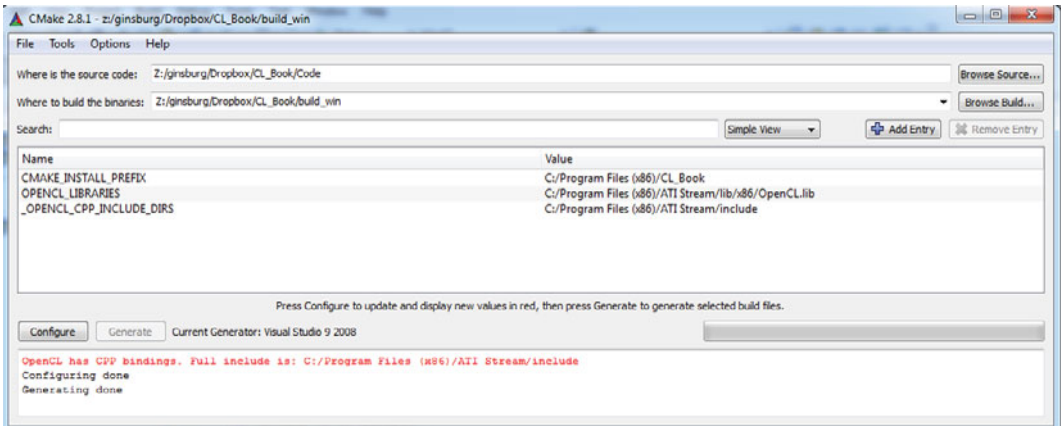 CMake 2.8.1 - z:/ginsburg/Dropbox/CL_Book/build_win
File Tools Options Help
Where is the source code: Z:/ginsburg/Dropbox/CL_Book/Code Browse Source...
Where to build the binaries: Z:/ginsburg/Dropbox/CL_Book/build_win Browse Build...
Search: Simple View Add Entry Remove Entry
Name Value
CMAKE_INSTALL_PREFIX C:/Program Files (x86)/CL_Book
OPENCL_LIBRARIES C:/Program Files (x86)/ATI Stream/lib/x86/OpenCL.lib
_OPENCL_CPP_INCLUDE_DIRS C:/Program Files (x86)/ATI Stream/include
Press Configure to update and display new values in red, then press Generate to generate selected build files.
Configure Generate Current Generator: Visual Studio 9 2008
OpenCL has CPP bindings. Full include is: C:/Program Files (x86)/ATI Stream/include
Configuring done
Generating done